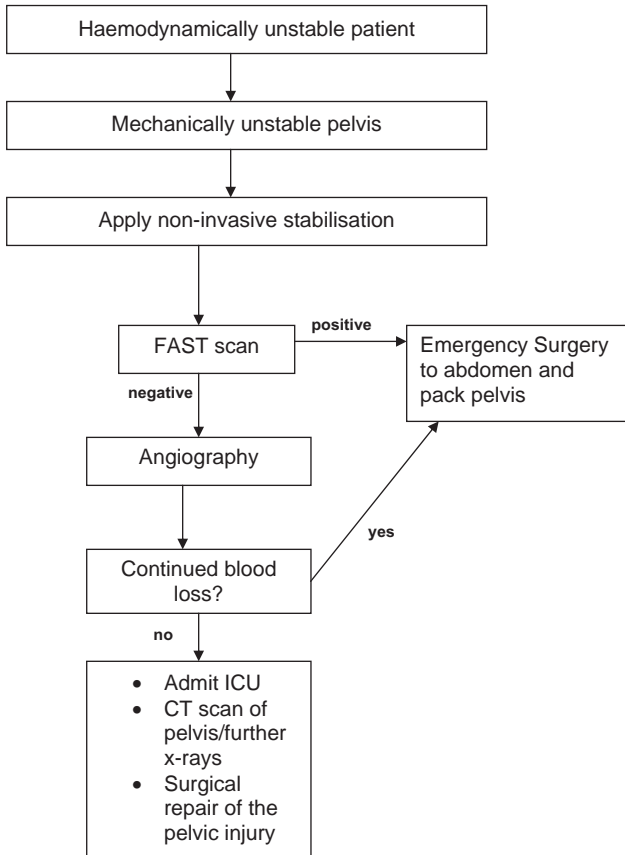 Haemodynamically unstable patient
Mechanically unstable pelvis
Apply non-invasive stabilisation
FAST scan
positive
Emergency Surgery
to abdomen and
pack pelvis
negative
Angiography
yes
Continued blood
loss?
no
• Admit ICU
• CT scan of
pelvis/further
x-rays
• Surgical
repair of the
pelvic injury